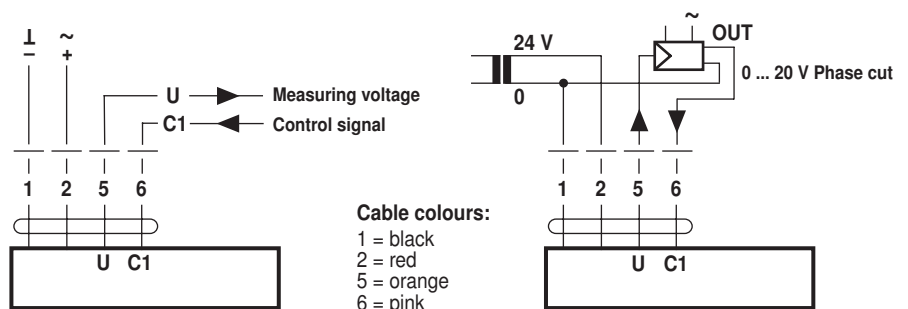 ⊥ ~
– +
U Measuring voltage
C1 Control signal
1 2 5 6
U C1
Cable colours:
1 = black
2 = red
5 = orange
6 = pink
24 V
0
~
OUT
0 ... 20 V Phase cut
1 2 5 6
U C1